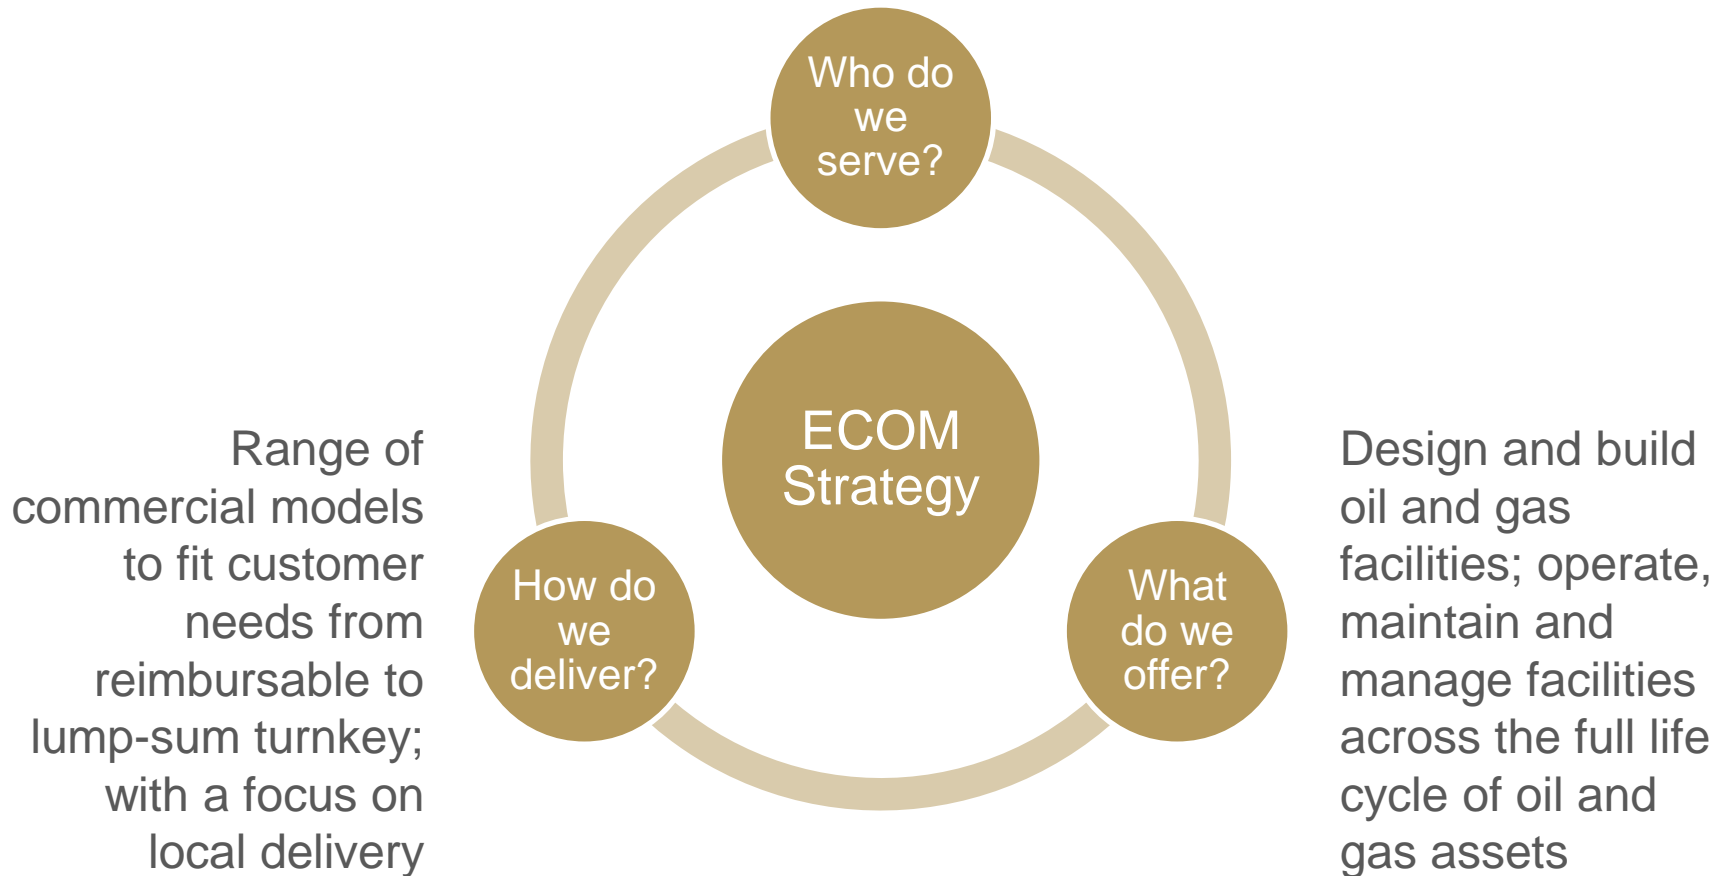 Who do
we
serve?
ECOM
Strategy
Range of
commercial models
to fit customer
needs from
reimbursable to
lump-sum turnkey;
with a focus on
local delivery
How do
we
deliver?
What
do we
offer?
Design and build
oil and gas
facilities; operate,
maintain and
manage facilities
across the full life
cycle of oil and
gas assets